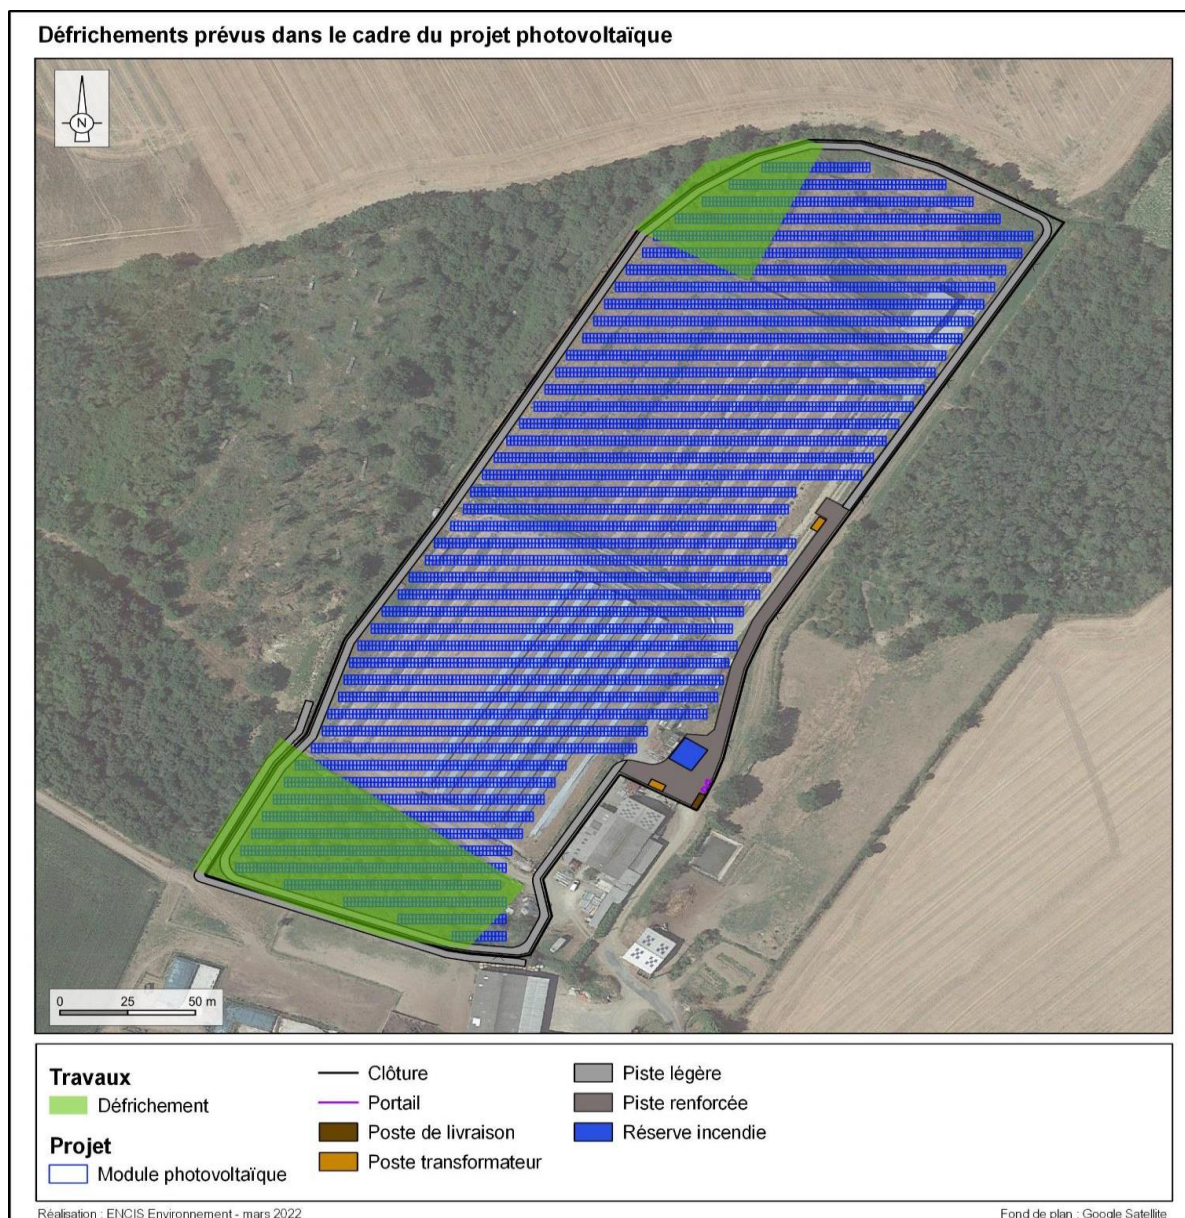 Défrichements prévus dans le cadre du projet photovoltaïque
N
0 25 50 m
Travaux
Défrichement
Projet
Module photovoltaïque
Clôture
Portail
Poste de livraison
Poste transformateur
Piste légère
Piste renforcée
Réserve incendie
Réalisation : ENCIS Environnement - mars 2022
Fond de plan : Google Satellite